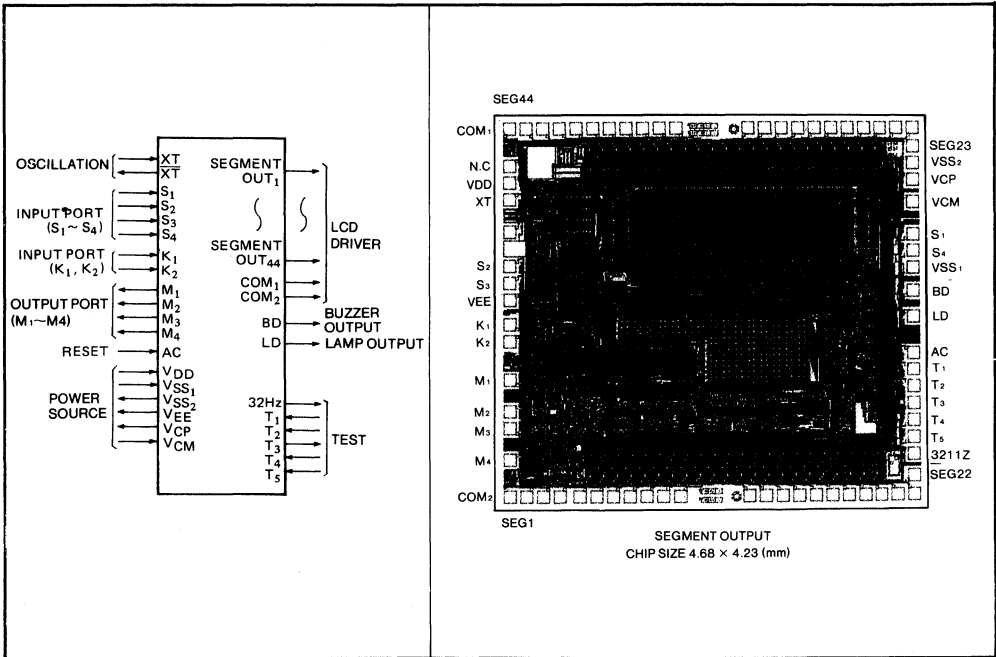 OSCILLATION
XT
X̅T̅
INPUT PORT
(S₁~ S₄)
S₁
S₂
S₃
S₄
INPUT PORT
(K₁, K₂)
K₁
K₂
OUTPUT PORT
(M₁~M4)
M₁
M₂
M₃
M₄
RESET
AC
POWER
SOURCE
VDD
VSS₁
VSS₂
VEE
VCP
VCM
SEGMENT
OUT₁
SEGMENT
OUT₄₄
COM₁
COM₂
LCD
DRIVER
BD
BUZZER
OUTPUT
LD
LAMP OUTPUT
32Hz
T₁
T₂
T₃
T₄
T₅
TEST
SEG44
COM₁
N.C
VDD
XT
S₂
S₃
VEE
K₁
K₂
M₁
M₂
M₃
M₄
COM₂
SEG1
SEG23
VSS₂
VCP
VCM
S₁
S₄
VSS₁
BD
LD
AC
T₁
T₂
T₃
T₄
T₅
3211Z
SEG22
SEGMENT OUTPUT
CHIP SIZE 4.68 × 4.23 (mm)